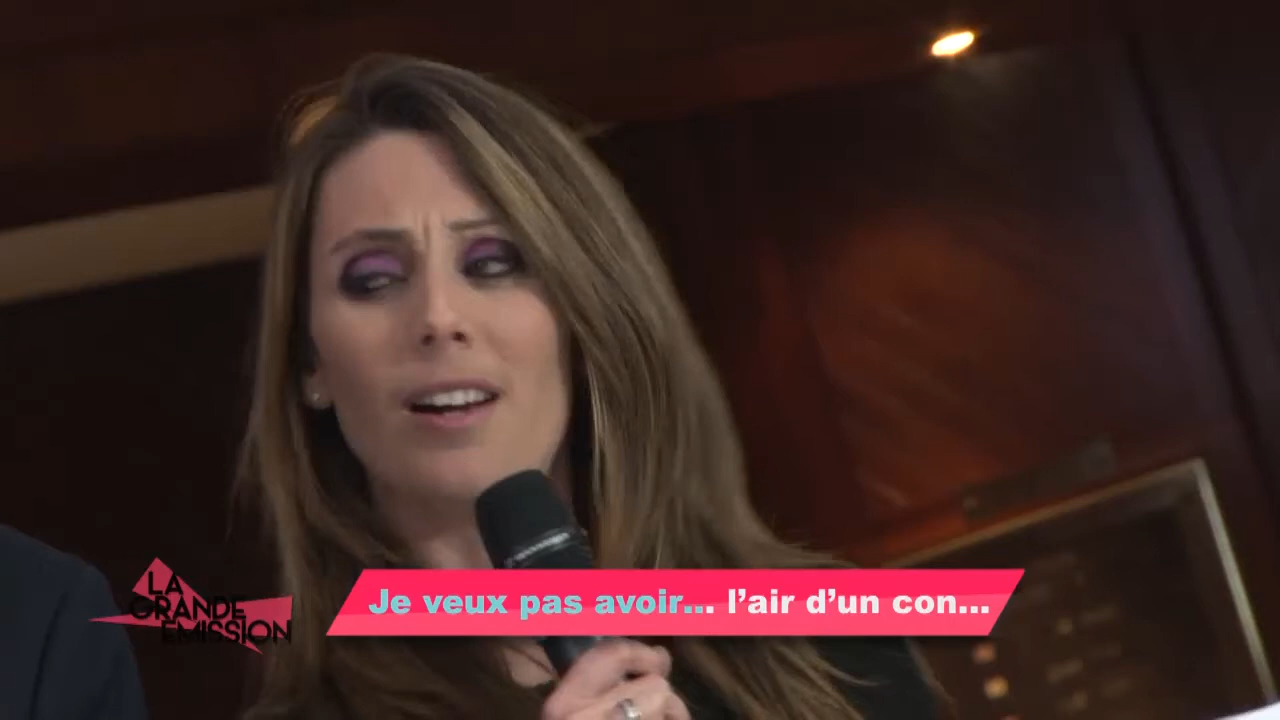 LA
GRANDE
EMISSION
Je veux pas avoir... l’air d’un con...